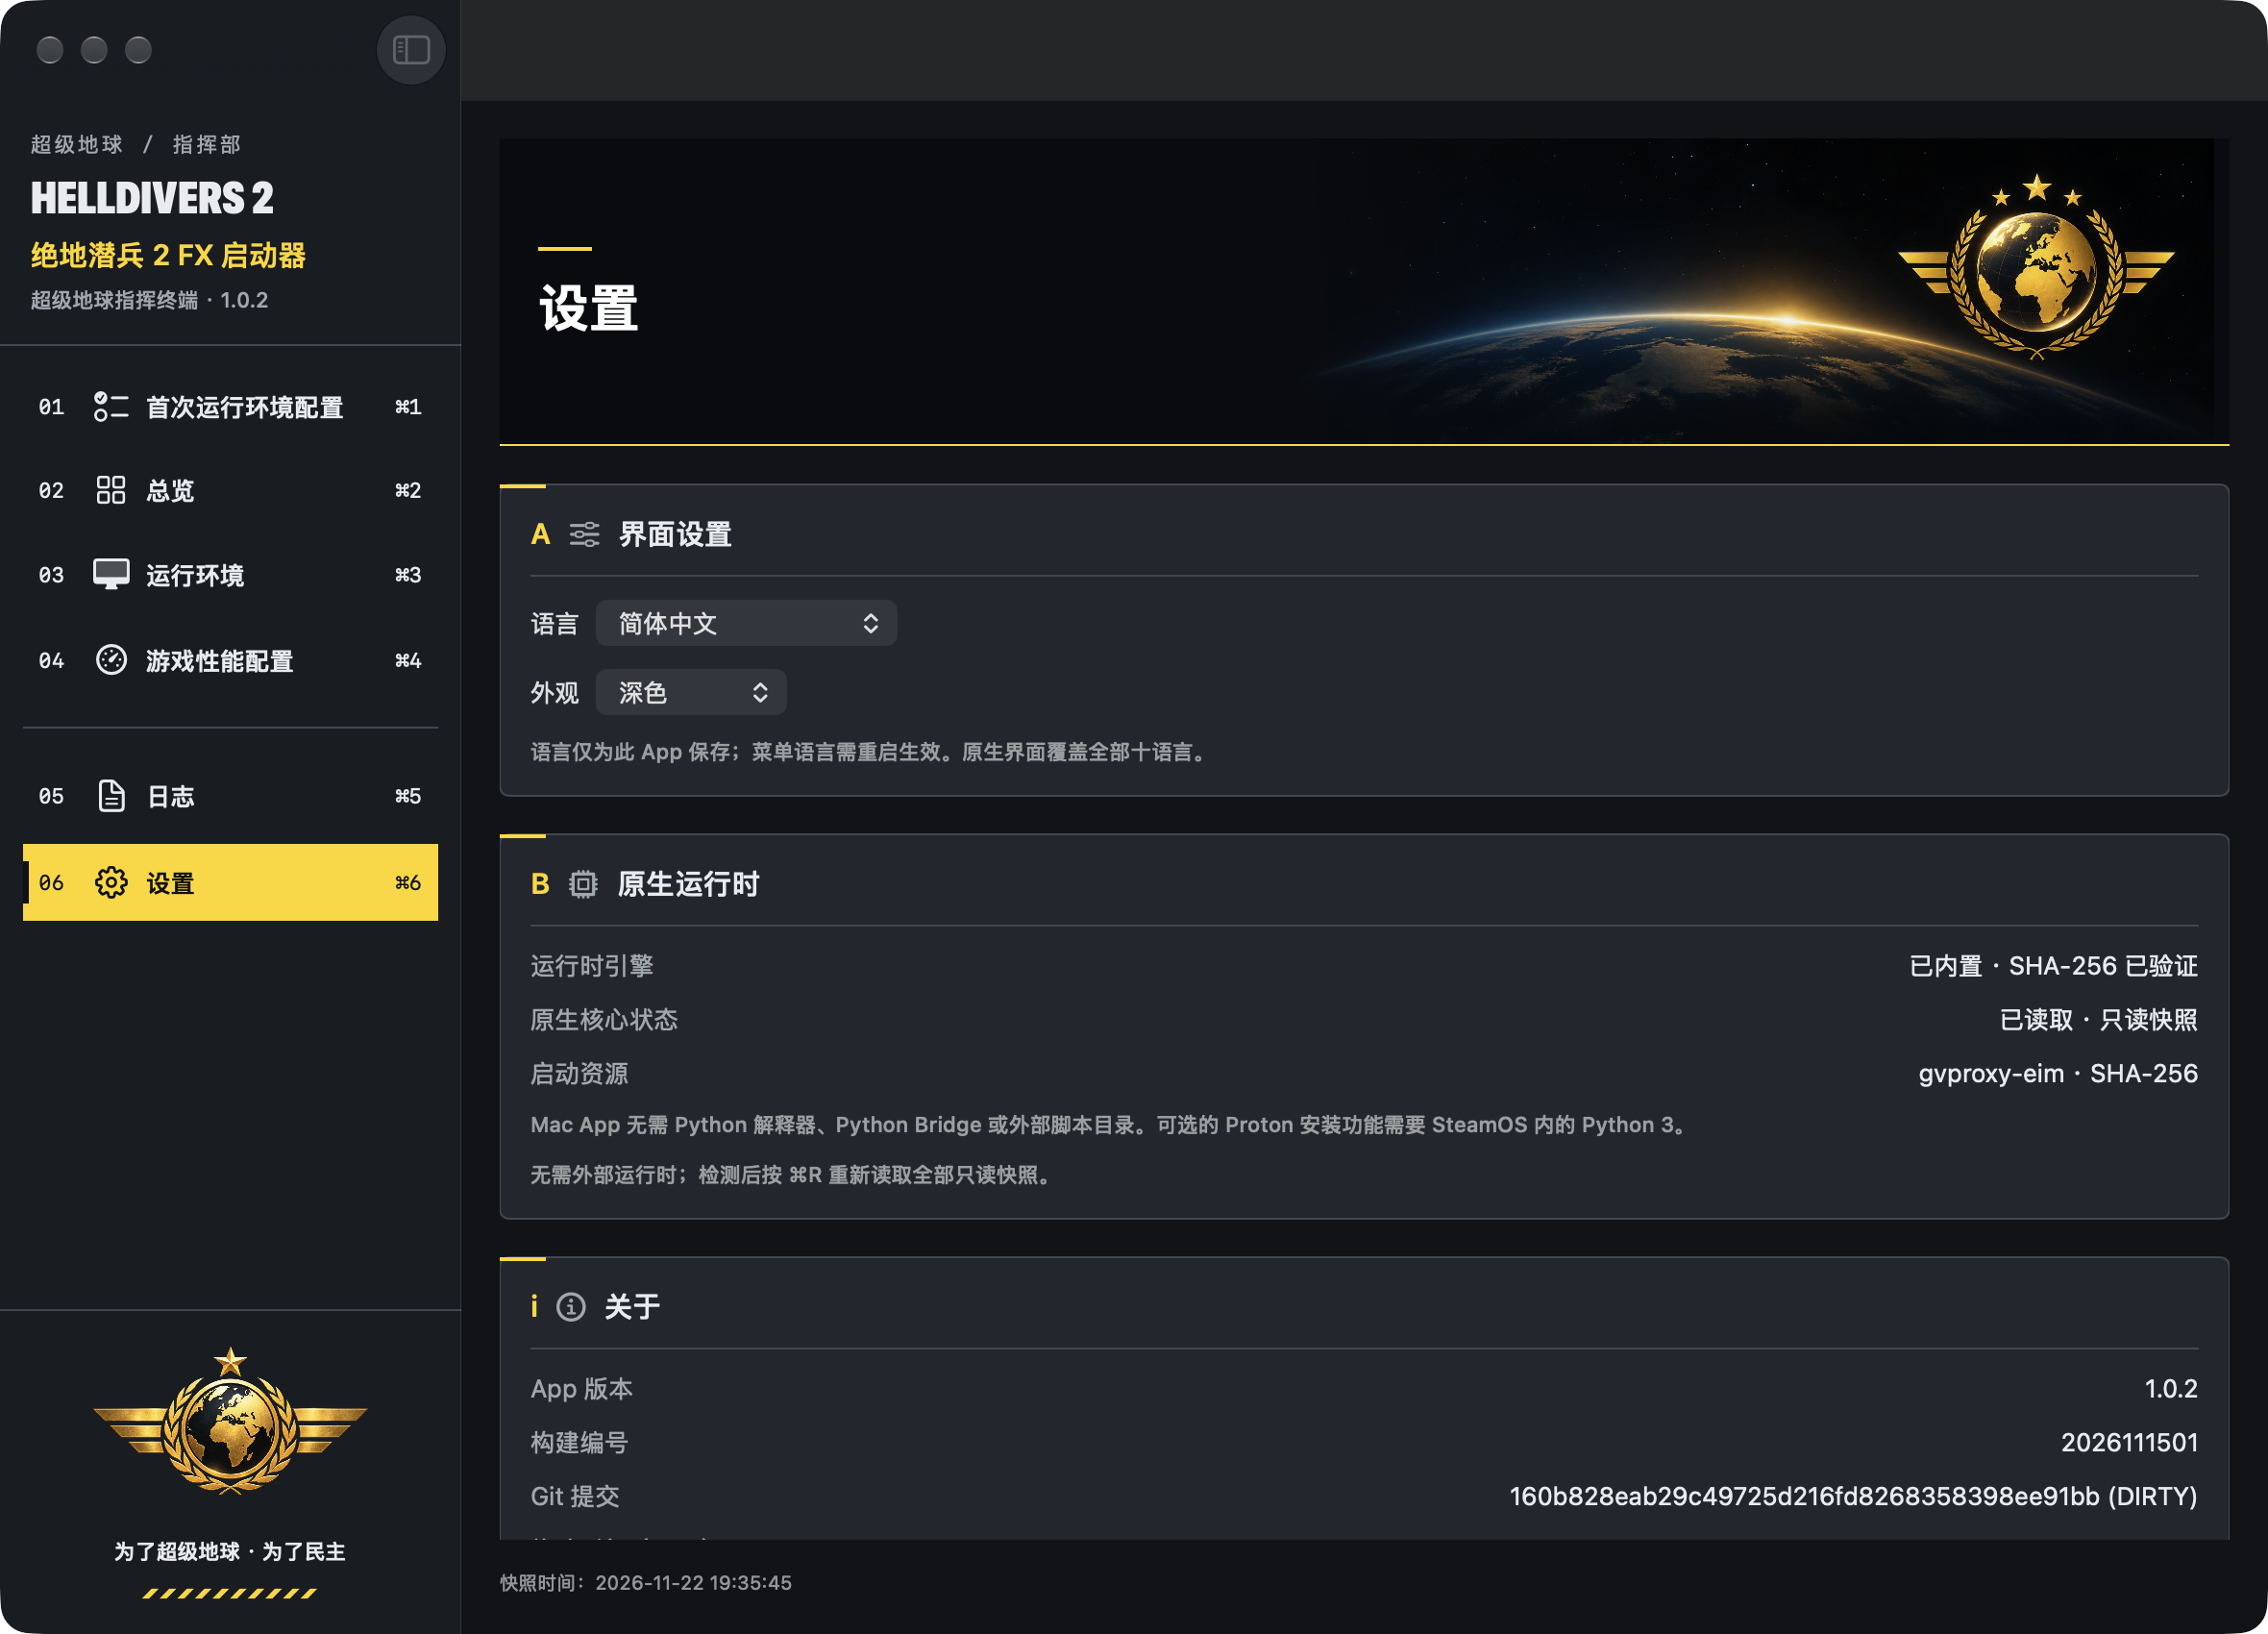 超级地球 / 指挥部
HELLDIVERS 2
绝地潜兵 2 FX 启动器
超级地球指挥终端 · 1.0.2
01 首次运行环境配置 ⌘1
02 总览 ⌘2
03 运行环境 ⌘3
04 游戏性能配置 ⌘4
05 日志 ⌘5
06 设置 ⌘6
为了超级地球 · 为了民主
设置
A 界面设置
语言 简体中文
外观 深色
语言仅为此 App 保存；菜单语言需重启生效。原生界面覆盖全部十语言。
B 原生运行时
运行时引擎 已内置 · SHA-256 已验证
原生核心状态 已读取 · 只读快照
启动资源 gvproxy-eim · SHA-256
Mac App 无需 Python 解释器、Python Bridge 或外部脚本目录。可选的 Proton 安装功能需要 SteamOS 内的 Python 3。
无需外部运行时；检测后按 ⌘R 重新读取全部只读快照。
i 关于
App 版本 1.0.2
构建编号 2026111501
Git 提交 160b828eab29c49725d216fd8268358398ee91bb (DIRTY)
快照时间：2026-11-22 19:35:45